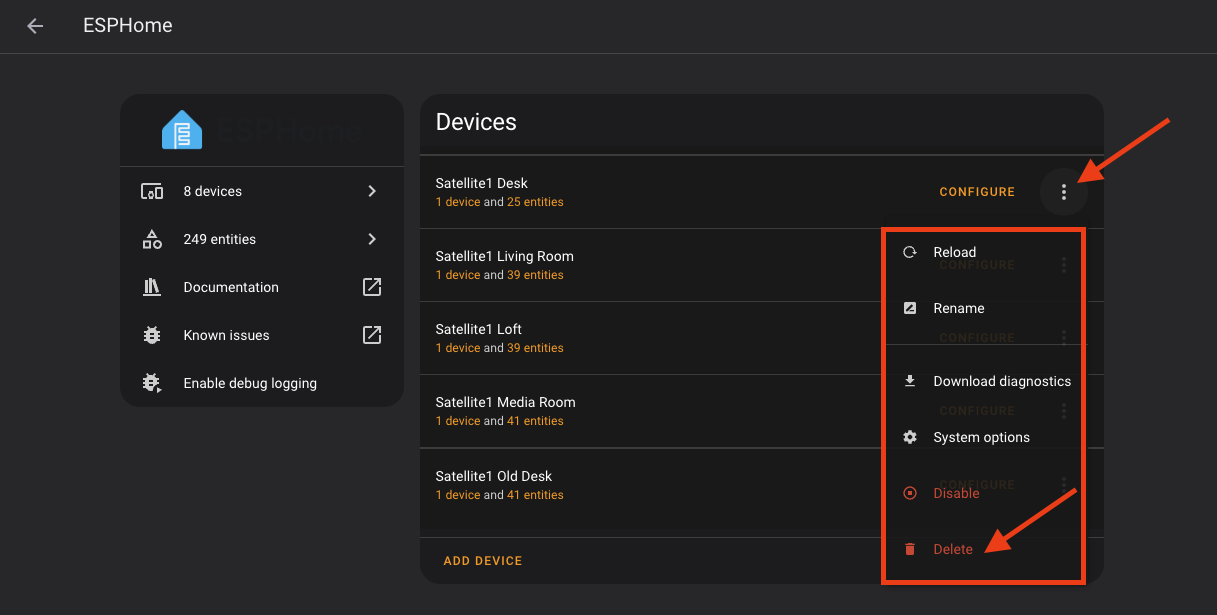 ESPHome
ESPHome
8 devices
249 entities
Documentation
Known issues
Enable debug logging
Devices
Satellite1 Desk
1 device and 25 entities
CONFIGURE
Satellite1 Living Room
1 device and 39 entities
CONFIGURE
Satellite1 Loft
1 device and 39 entities
CONFIGURE
Satellite1 Media Room
1 device and 41 entities
CONFIGURE
Satellite1 Old Desk
1 device and 41 entities
CONFIGURE
ADD DEVICE
Reload
Rename
Download diagnostics
System options
Disable
Delete